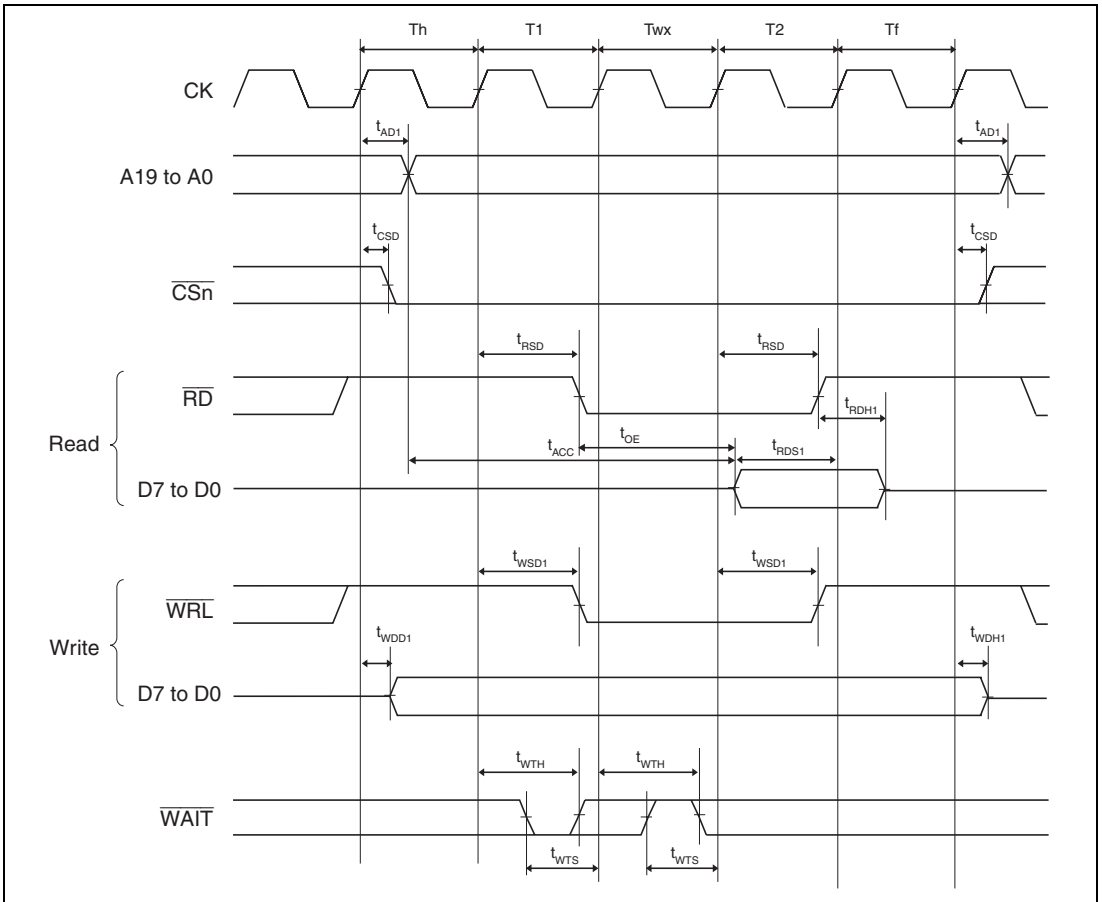 Th T1 Twx T2 Tf
CK
tAD1 tAD1
A19 to A0
tCSD tCSD
CSn
tRSD tRSD
RD
tRDH1
Read
tOE
tACC tRDS1
D7 to D0
tWSD1 tWSD1
WRL
tWDD1 tWDH1
Write
D7 to D0
tWTH tWTH
WAIT
tWTS tWTS